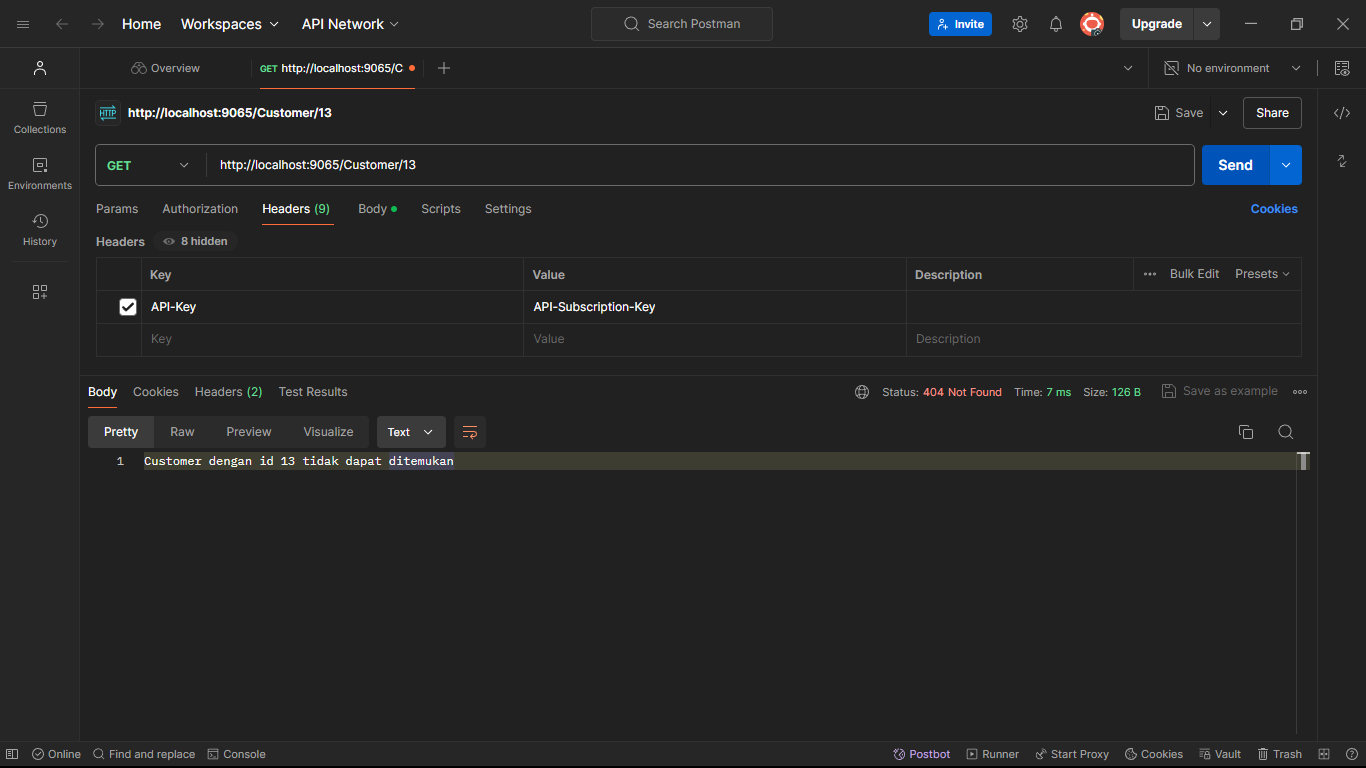 Home Workspaces API Network Search Postman Invite Upgrade
Overview GET http://localhost:9065/C No environment
HTTP http://localhost:9065/Customer/13 Save Share
Collections
GET http://localhost:9065/Customer/13 Send
Environments
Params Authorization Headers (9) Body Scripts Settings Cookies
History
Headers 8 hidden
Key Value Description Bulk Edit Presets
API-Key API-Subscription-Key
Key Value Description
Body Cookies Headers (2) Test Results Status: 404 Not Found Time: 7 ms Size: 126 B Save as example
Pretty Raw Preview Visualize Text
1 Customer dengan id 13 tidak dapat ditemukan
Online Find and replace Console Postbot Runner Start Proxy Cookies Vault Trash